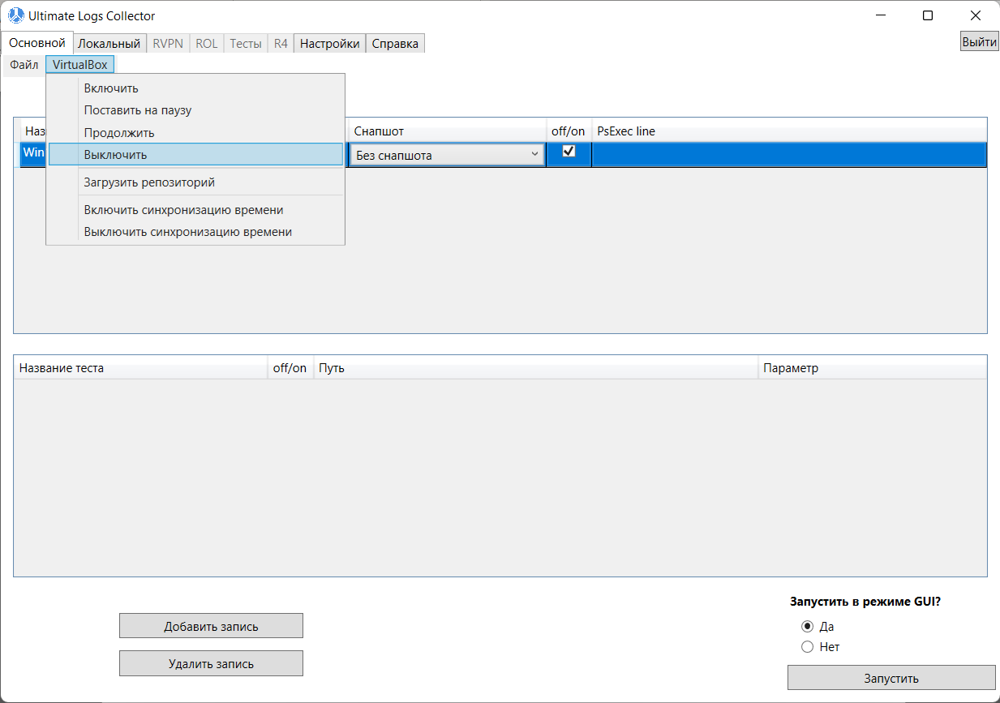 Ultimate Logs Collector
Основной Локальный RVPN ROL Тесты R4 Настройки Справка Выйти
Файл VirtualBox
Включить
Поставить на паузу
Продолжить
Выключить
Загрузить репозиторий
Включить синхронизацию времени
Выключить синхронизацию времени
Наз Снапшот off/on PsExec line
Win Без снапшота
Название теста off/on Путь Параметр
Запустить в режиме GUI?
Да
Нет
Добавить запись
Удалить запись
Запустить